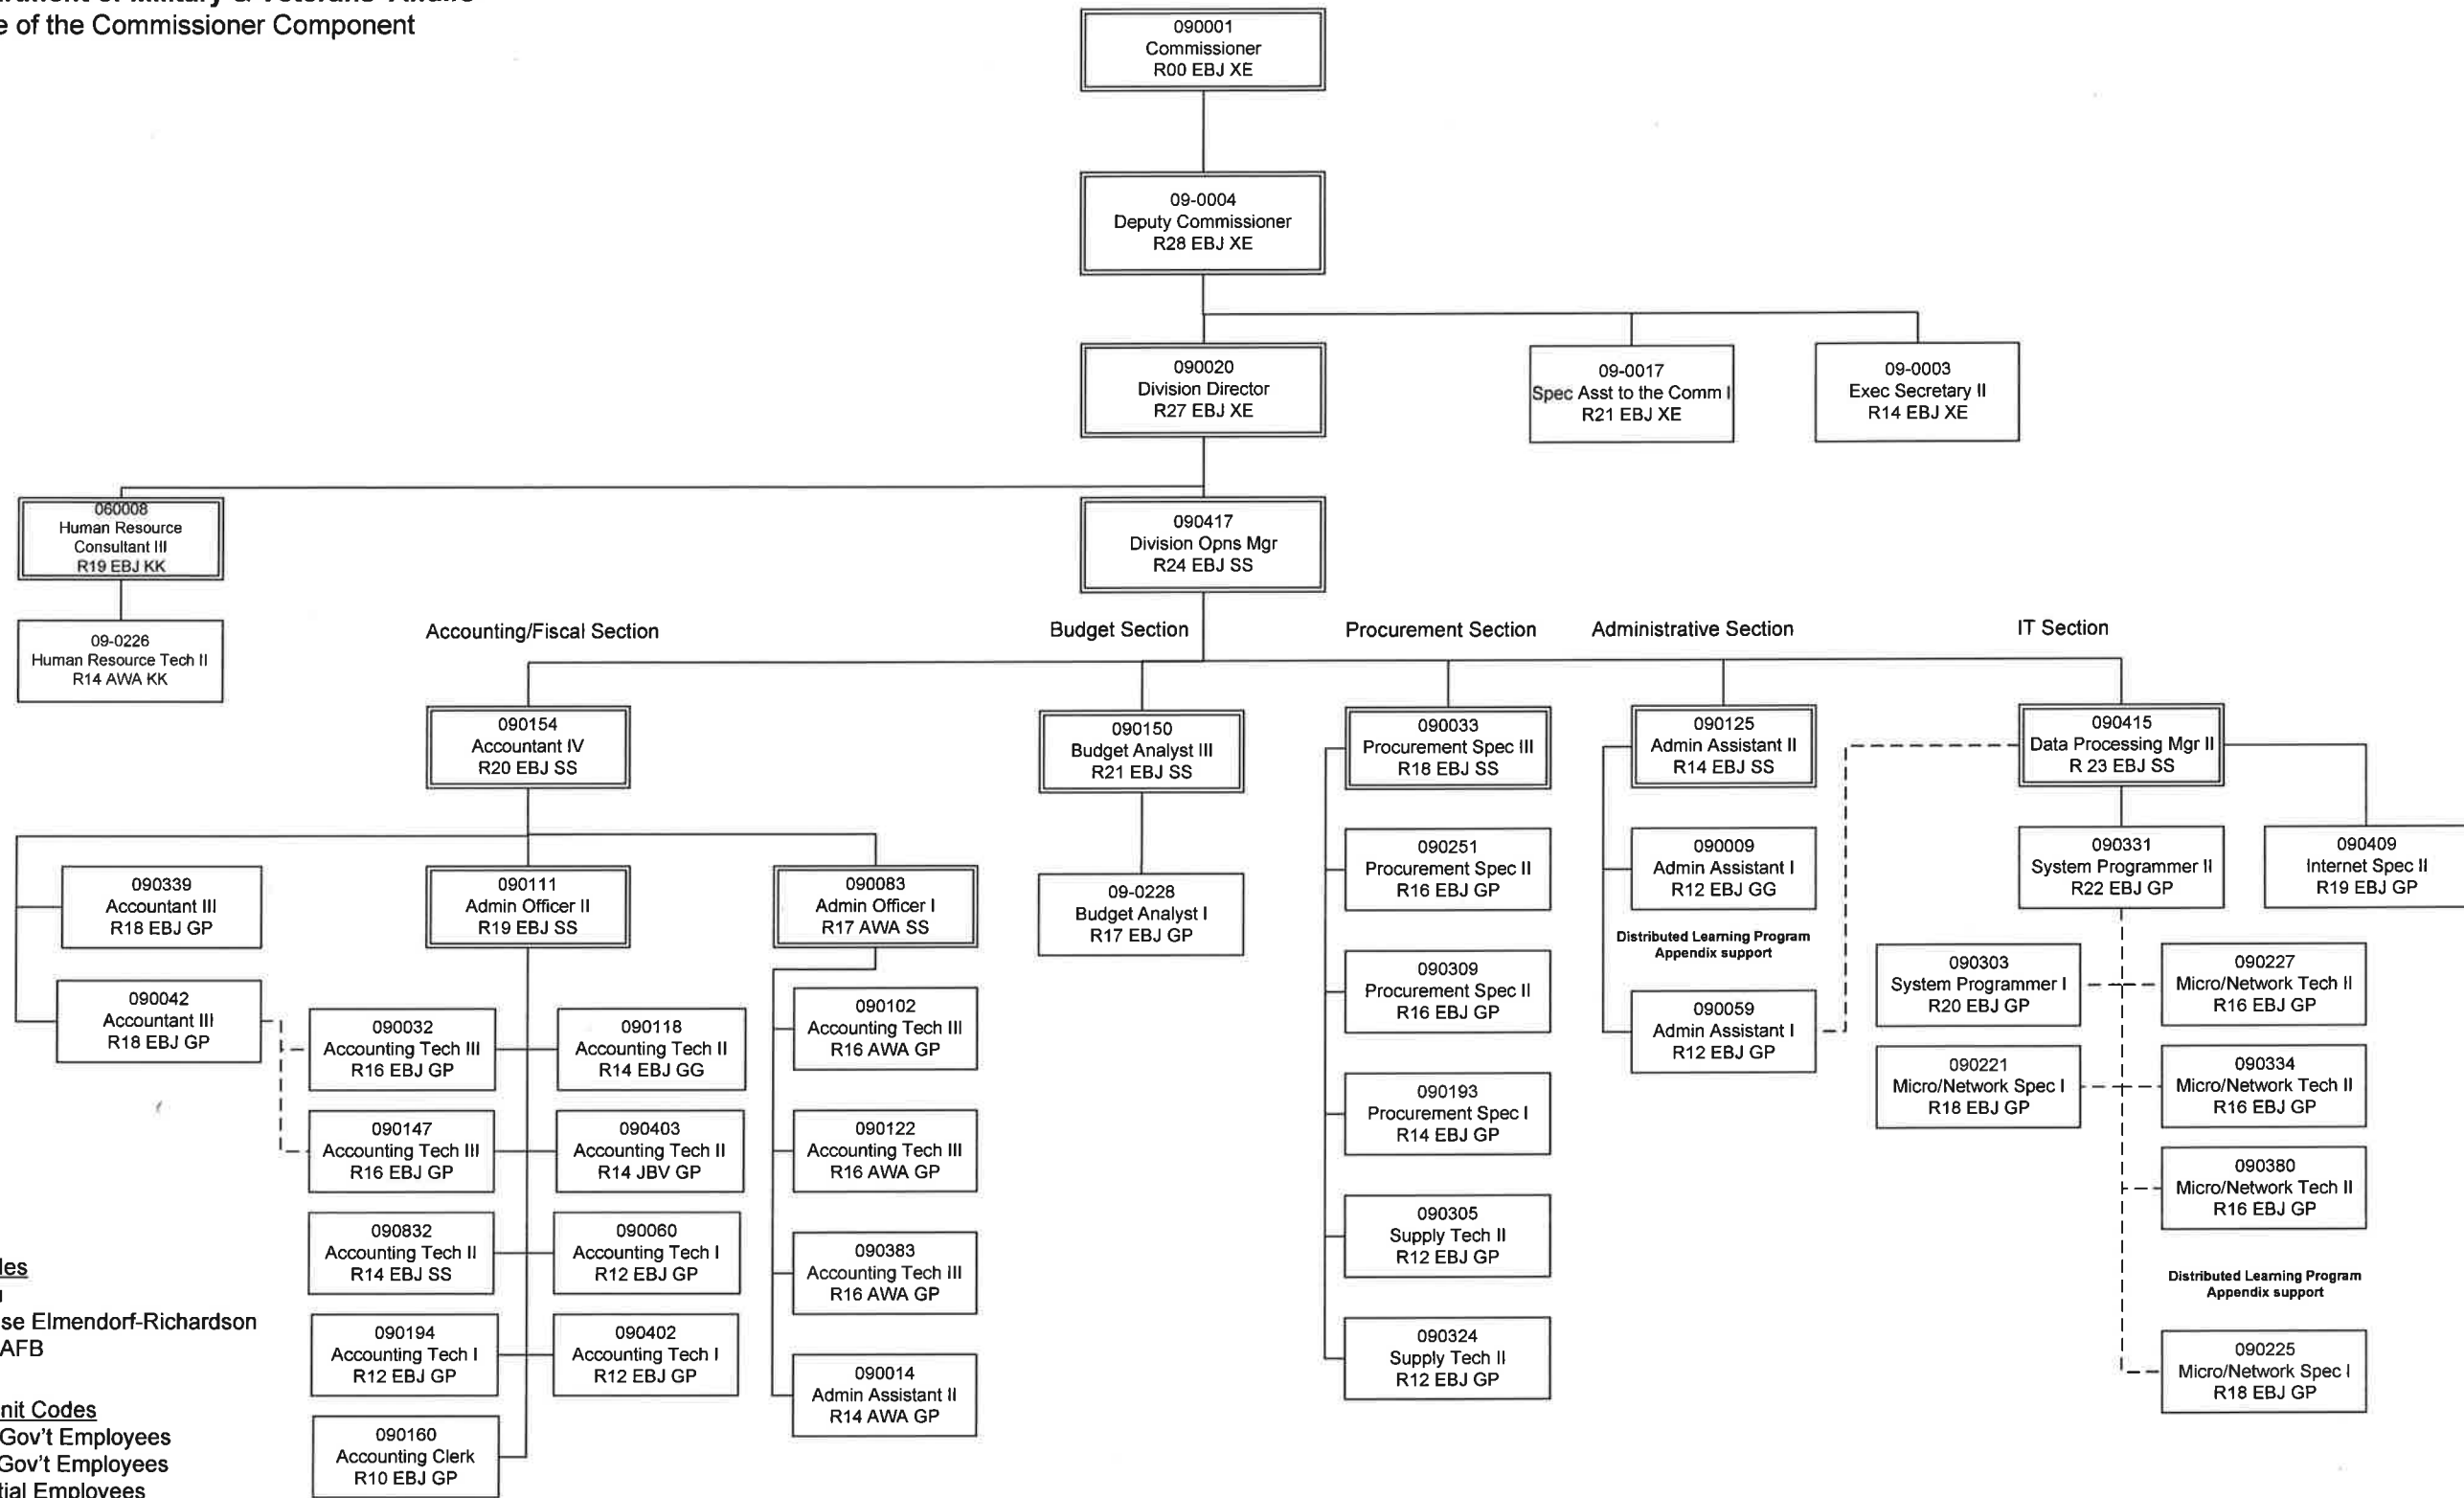 e of the Commissioner Component
090001
Commissioner
R00 EBJ XE
09-0004
Deputy Commissioner
R28 EBJ XE
090020
Division Director
R27 EBJ XE
09-0017
Spec Asst to the Comm I
R21 EBJ XE
09-0003
Exec Secretary II
R14 EBJ XE
060008
Human Resource
Consultant III
R19 EBJ KK
090417
Division Opns Mgr
R24 EBJ SS
09-0226
Human Resource Tech II
R14 AWA KK
Accounting/Fiscal Section
Budget Section
Procurement Section
Administrative Section
IT Section
090154
Accountant IV
R20 EBJ SS
090150
Budget Analyst III
R21 EBJ SS
090033
Procurement Spec III
R18 EBJ SS
090125
Admin Assistant II
R14 EBJ SS
090415
Data Processing Mgr II
R 23 EBJ SS
090339
Accountant III
R18 EBJ GP
090111
Admin Officer II
R19 EBJ SS
090083
Admin Officer I
R17 AWA SS
09-0228
Budget Analyst I
R17 EBJ GP
090251
Procurement Spec II
R16 EBJ GP
090009
Admin Assistant I
R12 EBJ GG
090331
System Programmer II
R22 EBJ GP
090409
Internet Spec II
R19 EBJ GP
Distributed Learning Program
Appendix support
090042
Accountant III
R18 EBJ GP
090032
Accounting Tech III
R16 EBJ GP
090118
Accounting Tech II
R14 EBJ GG
090102
Accounting Tech III
R16 AWA GP
090309
Procurement Spec II
R16 EBJ GP
090059
Admin Assistant I
R12 EBJ GP
090303
System Programmer I
R20 EBJ GP
090227
Micro/Network Tech II
R16 EBJ GP
090221
Micro/Network Spec I
R18 EBJ GP
090334
Micro/Network Tech II
R16 EBJ GP
090147
Accounting Tech III
R16 EBJ GP
090403
Accounting Tech II
R14 JBV GP
090122
Accounting Tech III
R16 AWA GP
090193
Procurement Spec I
R14 EBJ GP
090380
Micro/Network Tech II
R16 EBJ GP
090832
Accounting Tech II
R14 EBJ SS
090060
Accounting Tech I
R12 EBJ GP
090383
Accounting Tech III
R16 AWA GP
090305
Supply Tech II
R12 EBJ GP
Distributed Learning Program
Appendix support
090194
Accounting Tech I
R12 EBJ GP
090402
Accounting Tech I
R12 EBJ GP
090014
Admin Assistant II
R14 AWA GP
090324
Supply Tech II
R12 EBJ GP
090225
Micro/Network Spec I
R18 EBJ GP
090160
Accounting Clerk
R10 EBJ GP
des
se Elmendorf-Richardson
AFB
nit Codes
Gov't Employees
Gov't Employees
tial Employees